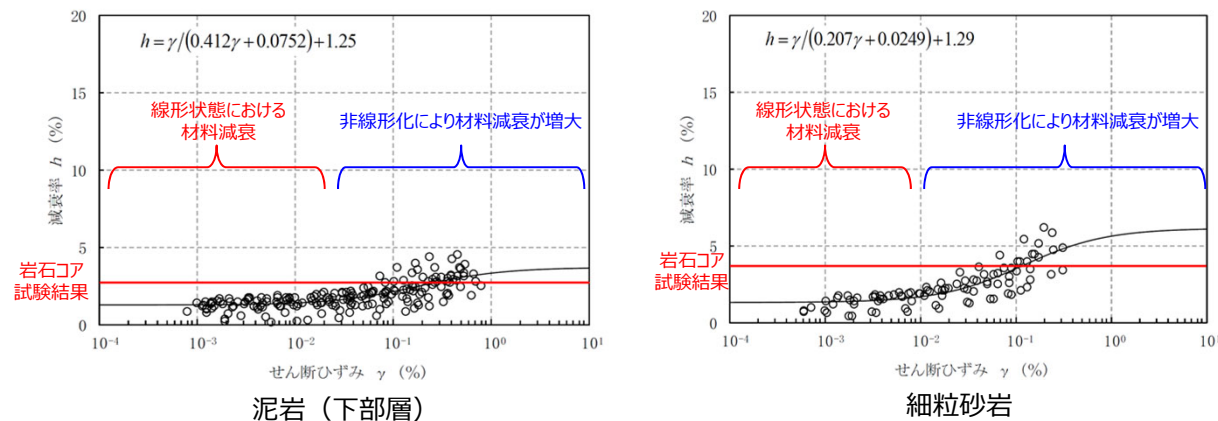 20
h=γ/(0.412γ+0.0752)+1.25
15
線形状態における
材料減衰
非線形化により材料減衰が増大
10
減衰率 h (%)
5
岩石コア
試験結果
0
10⁻⁴ 10⁻³ 10⁻² 10⁻¹ 10⁰ 10¹
せん断ひずみ γ (%)
泥岩（下部層）
20
h=γ/(0.207γ+0.0249)+1.29
15
線形状態における
材料減衰
非線形化により材料減衰が増大
10
減衰率 h (%)
5
岩石コア
試験結果
0
10⁻⁴ 10⁻³ 10⁻² 10⁻¹ 10⁰ 10¹
せん断ひずみ γ (%)
細粒砂岩